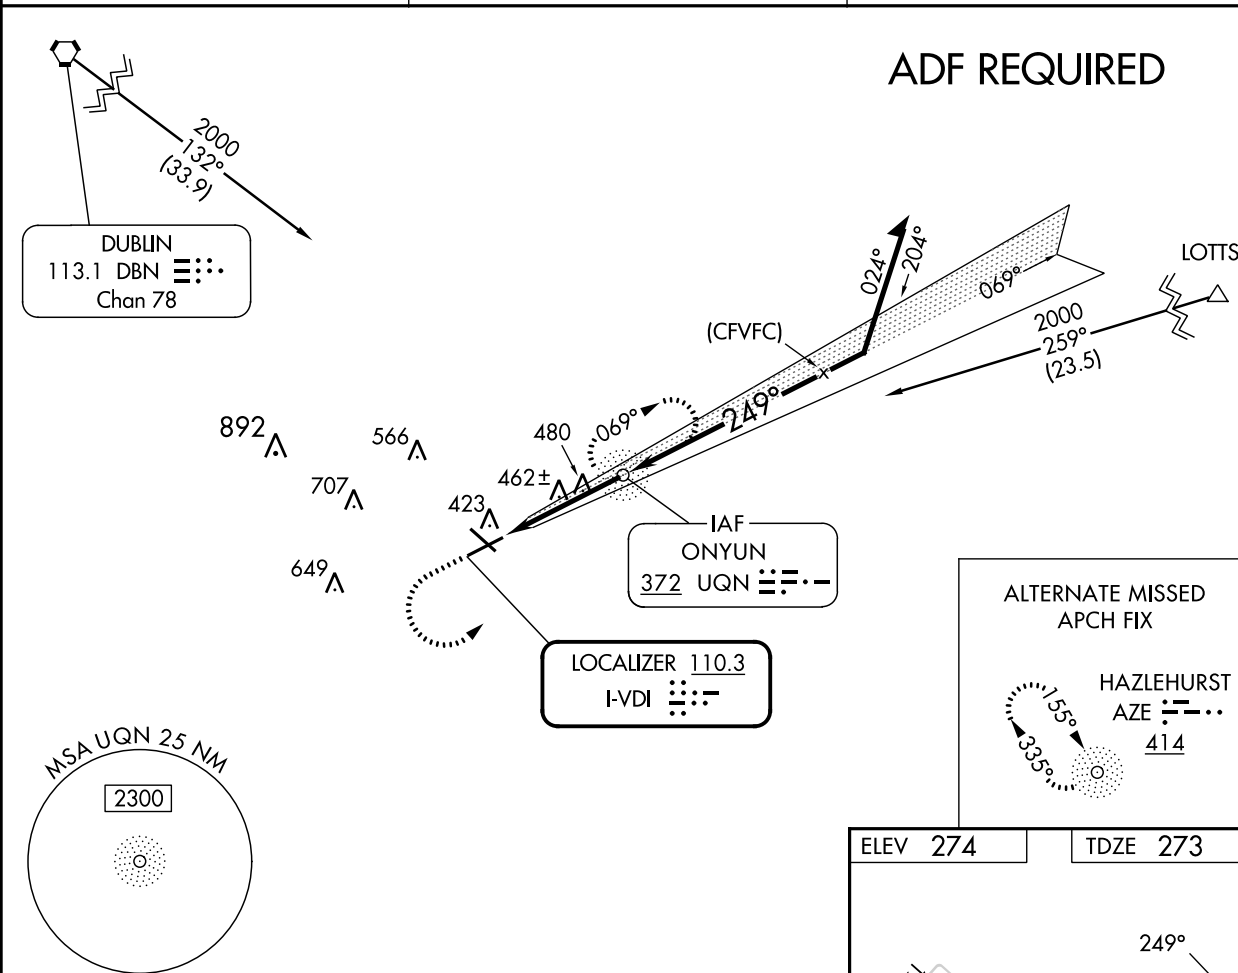 ADF REQUIRED
2000
132°
(33.9)
DUBLIN
113.1 DBN
Chan 78
LOTTS
024°
204°
069°
2000
259°
(23.5)
(CFVFC)
249°
069°
892
566
480
462±
707
423
649
IAF
ONYUN
372 UQN
LOCALIZER 110.3
I-VDI
ALTERNATE MISSED
APCH FIX
HAZLEHURST
AZE
414
155°
335°
MSA UQN 25 NM
2300
ELEV 274
TDZE 273
249°